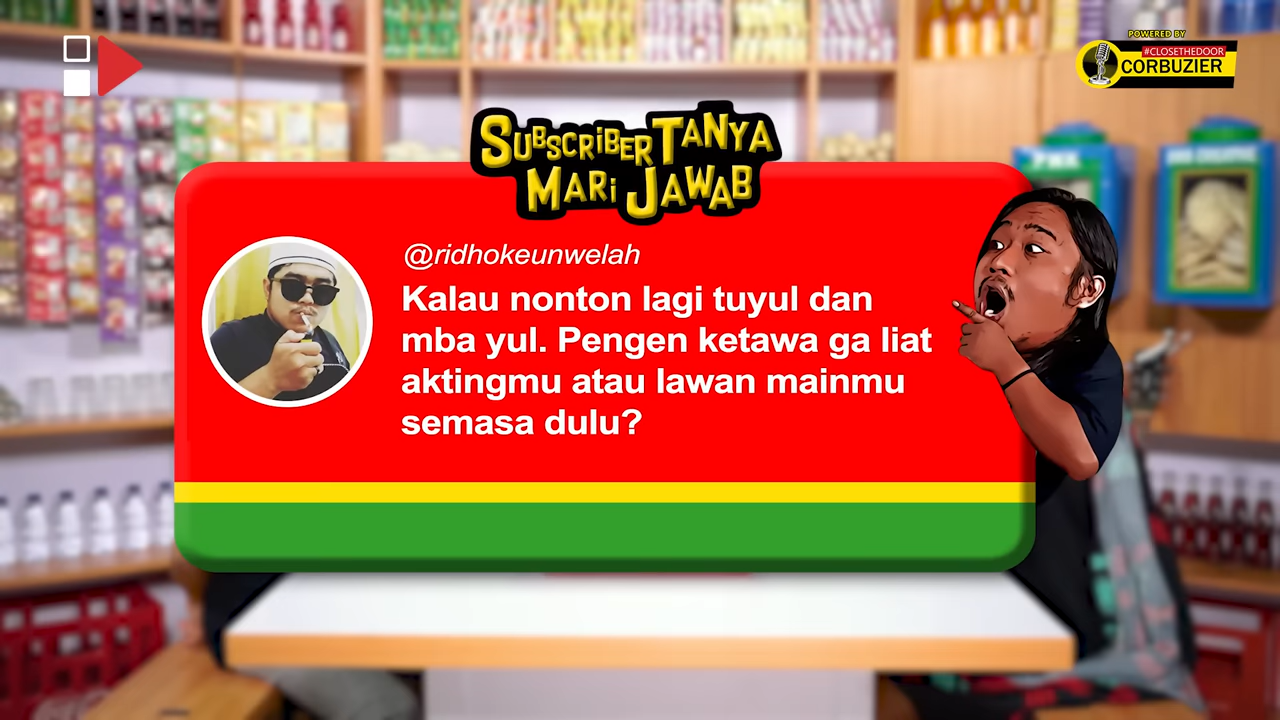 POWERED BY
#CLOSETHEDOOR
CORBUZIER
SUBSCRIBER TANYA
MARI JAWAB
@ridhokeunwelah
Kalau nonton lagi tuyul dan
mba yul. Pengen ketawa ga liat
aktingmu atau lawan mainmu
semasa dulu?